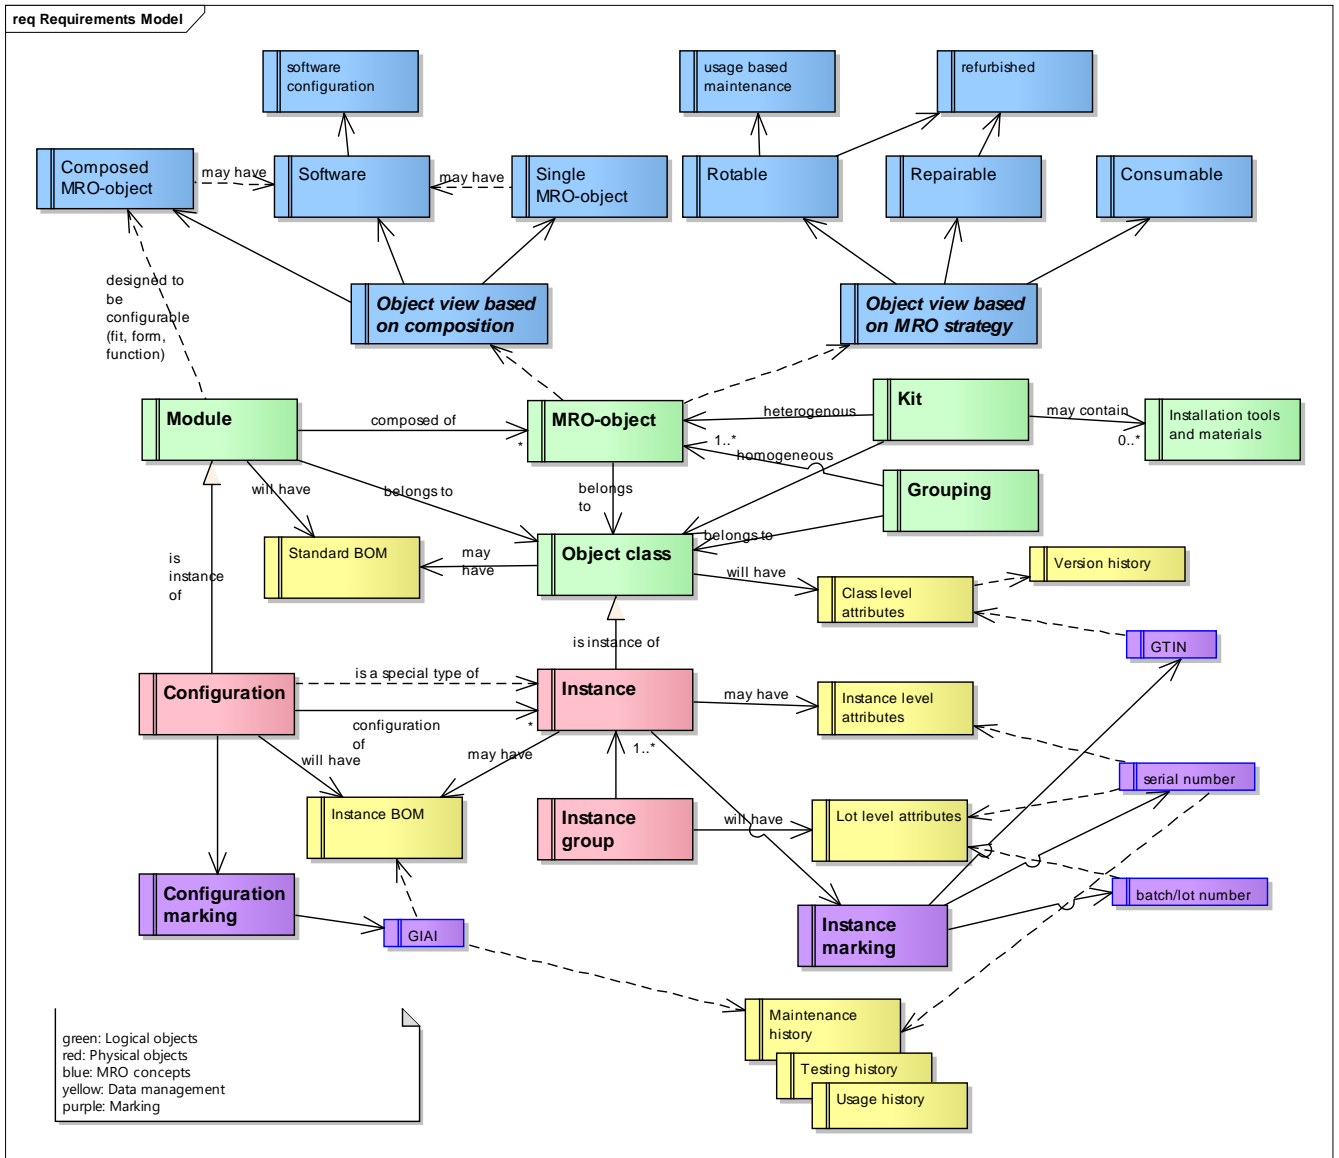 req Requirements Model
software
configuration
usage based
maintenance
refurbished
Composed
MRO-object
may have
Software
may have
Single
MRO-object
Rotable
Repairable
Consumable
designed to
be
configurable
(fit, form,
function)
Object view based
on composition
Object view based
on MRO strategy
Module
composed of
*
MRO-object
heterogenous
Kit
may contain
0..*
Installation tools
and materials
1..*
homogeneous
Grouping
will have
belongs to
belongs
to
belongs to
Standard BOM
may
have
Object class
will have
Class level
attributes
Version history
GTIN
is
instance
of
is instance of
Configuration
is a special type of
configuration
of
*
Instance
may have
Instance level
attributes
will have
may have
1..*
serial number
Instance BOM
Instance
group
will have
Lot level attributes
Configuration
marking
GIAI
Instance
marking
batch/lot number
Maintenance
history
Testing history
Usage history
green: Logical objects
red: Physical objects
blue: MRO concepts
yellow: Data management
purple: Marking